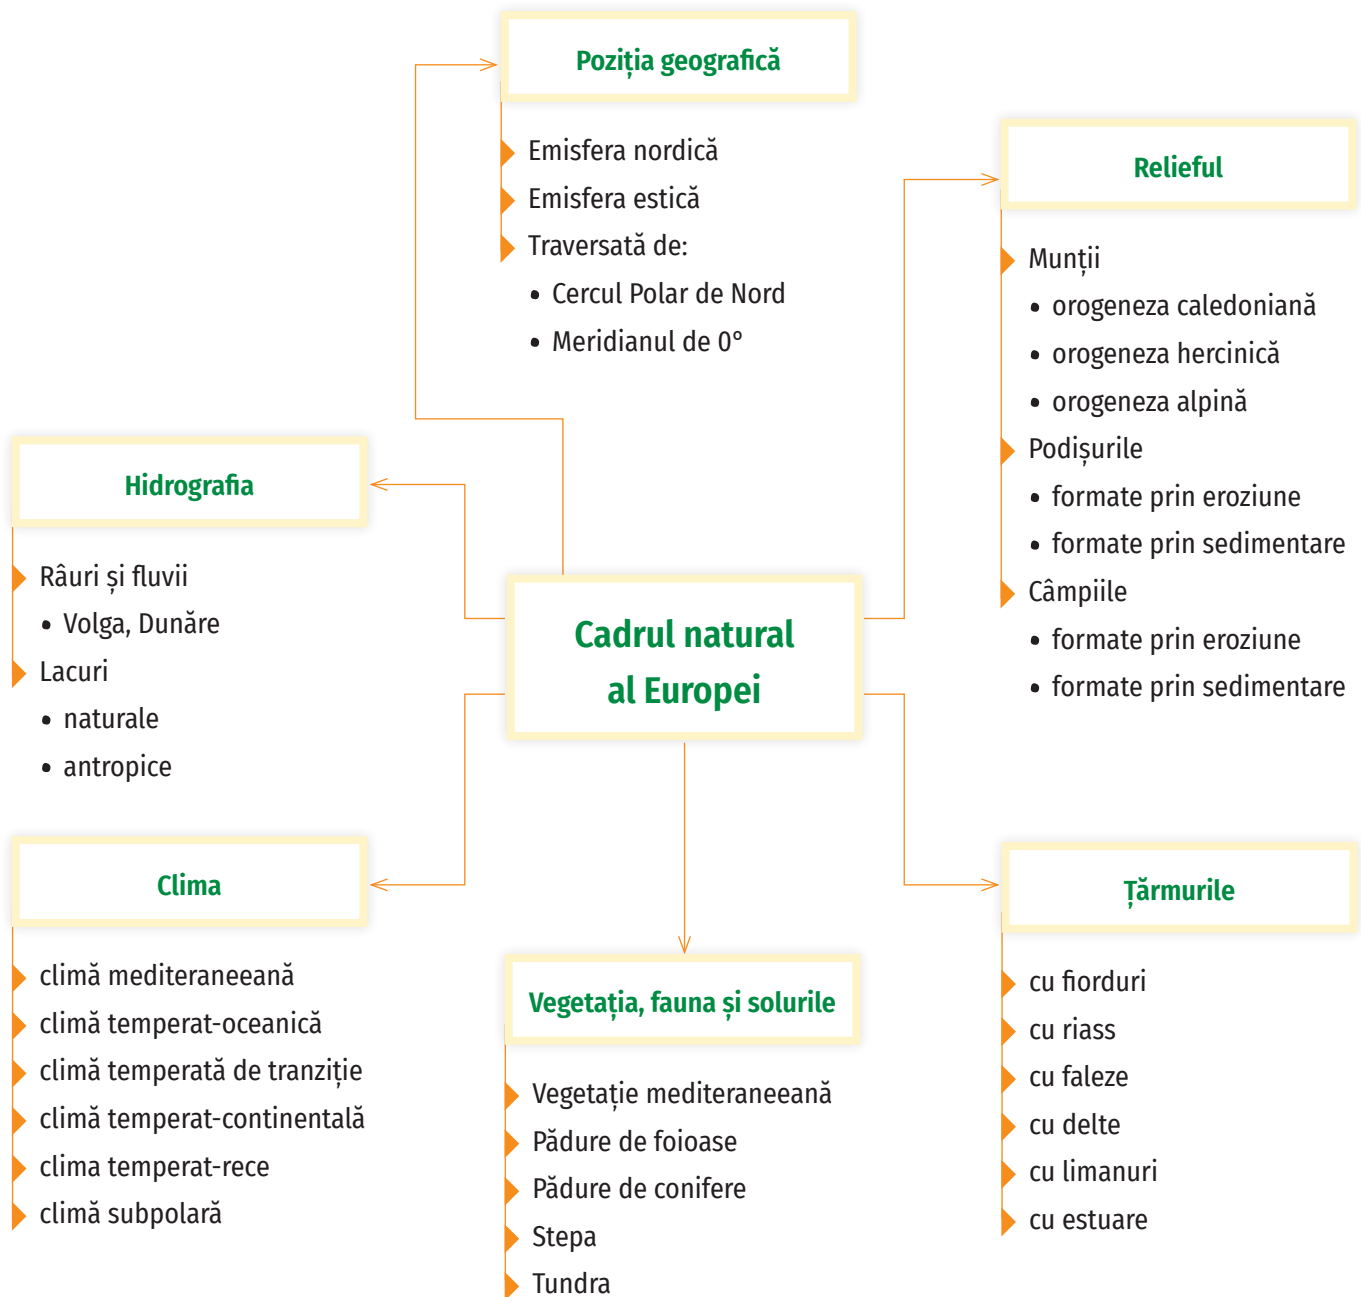 Poziția geografică
Emisfera nordică
Emisfera estică
Traversată de:
• Cercul Polar de Nord
• Meridianul de 0°
Relieful
Munții
• orogeneza caledoniană
• orogeneza hercinică
• orogeneza alpină
Podișurile
• formate prin eroziune
• formate prin sedimentare
Câmpiile
• formate prin eroziune
• formate prin sedimentare
Hidrografia
Râuri și fluvii
• Volga, Dunăre
Lacuri
• naturale
• antropice
Cadrul natural
al Europei
Clima
climă mediteraneeană
climă temperat-oceanică
climă temperată de tranziție
climă temperat-continentală
clima temperat-rece
climă subpolară
Vegetația, fauna și solurile
Vegetație mediteraneeană
Pădure de foioase
Pădure de conifere
Stepa
Tundra
Țărmurile
cu fiorduri
cu riass
cu faleze
cu delte
cu limanuri
cu estuare